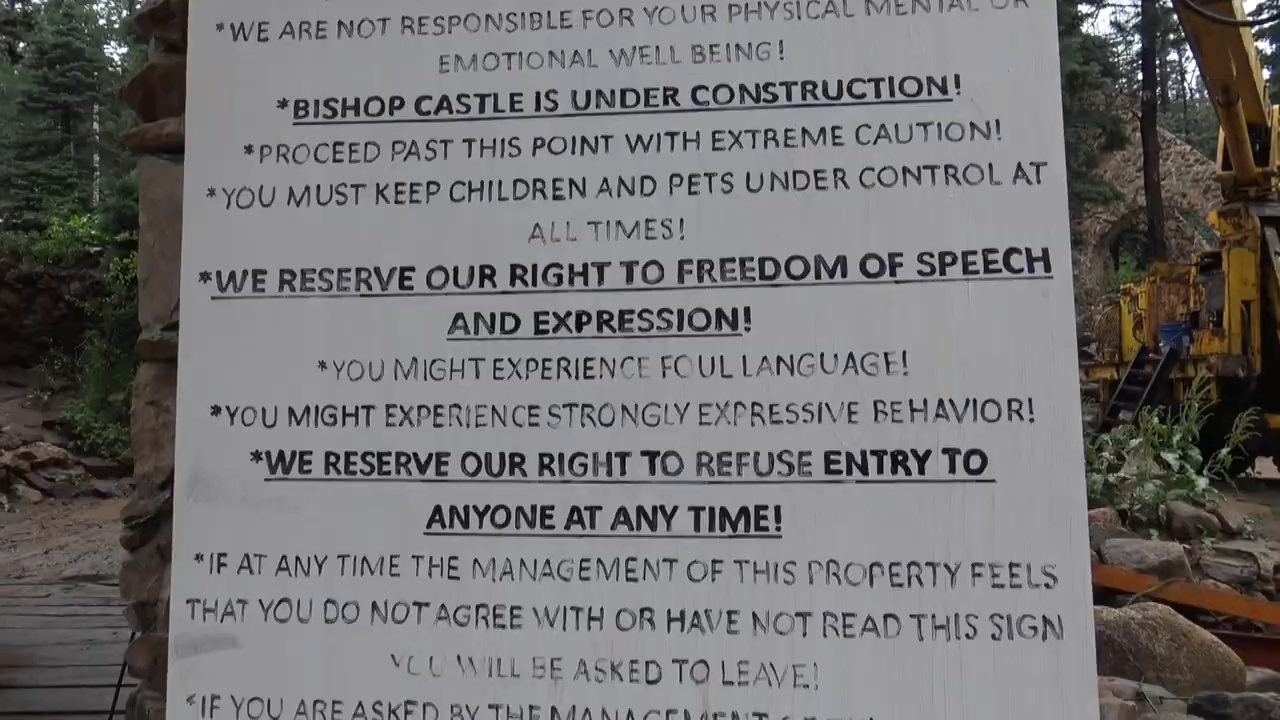 *WE ARE NOT RESPONSIBLE FOR YOUR PHYSICAL MENTAL OR
EMOTIONAL WELL BEING!
*BISHOP CASTLE IS UNDER CONSTRUCTION!
*PROCEED PAST THIS POINT WITH EXTREME CAUTION!
*YOU MUST KEEP CHILDREN AND PETS UNDER CONTROL AT
ALL TIMES!
*WE RESERVE OUR RIGHT TO FREEDOM OF SPEECH
AND EXPRESSION!
*YOU MIGHT EXPERIENCE FOUL LANGUAGE!
*YOU MIGHT EXPERIENCE STRONGLY EXPRESSIVE BEHAVIOR!
*WE RESERVE OUR RIGHT TO REFUSE ENTRY TO
ANYONE AT ANY TIME!
*IF AT ANY TIME THE MANAGEMENT OF THIS PROPERTY FEELS
THAT YOU DO NOT AGREE WITH OR HAVE NOT READ THIS SIGN
YOU WILL BE ASKED TO LEAVE!
*IF YOU ARE ASKED BY THE MANAGEMENT